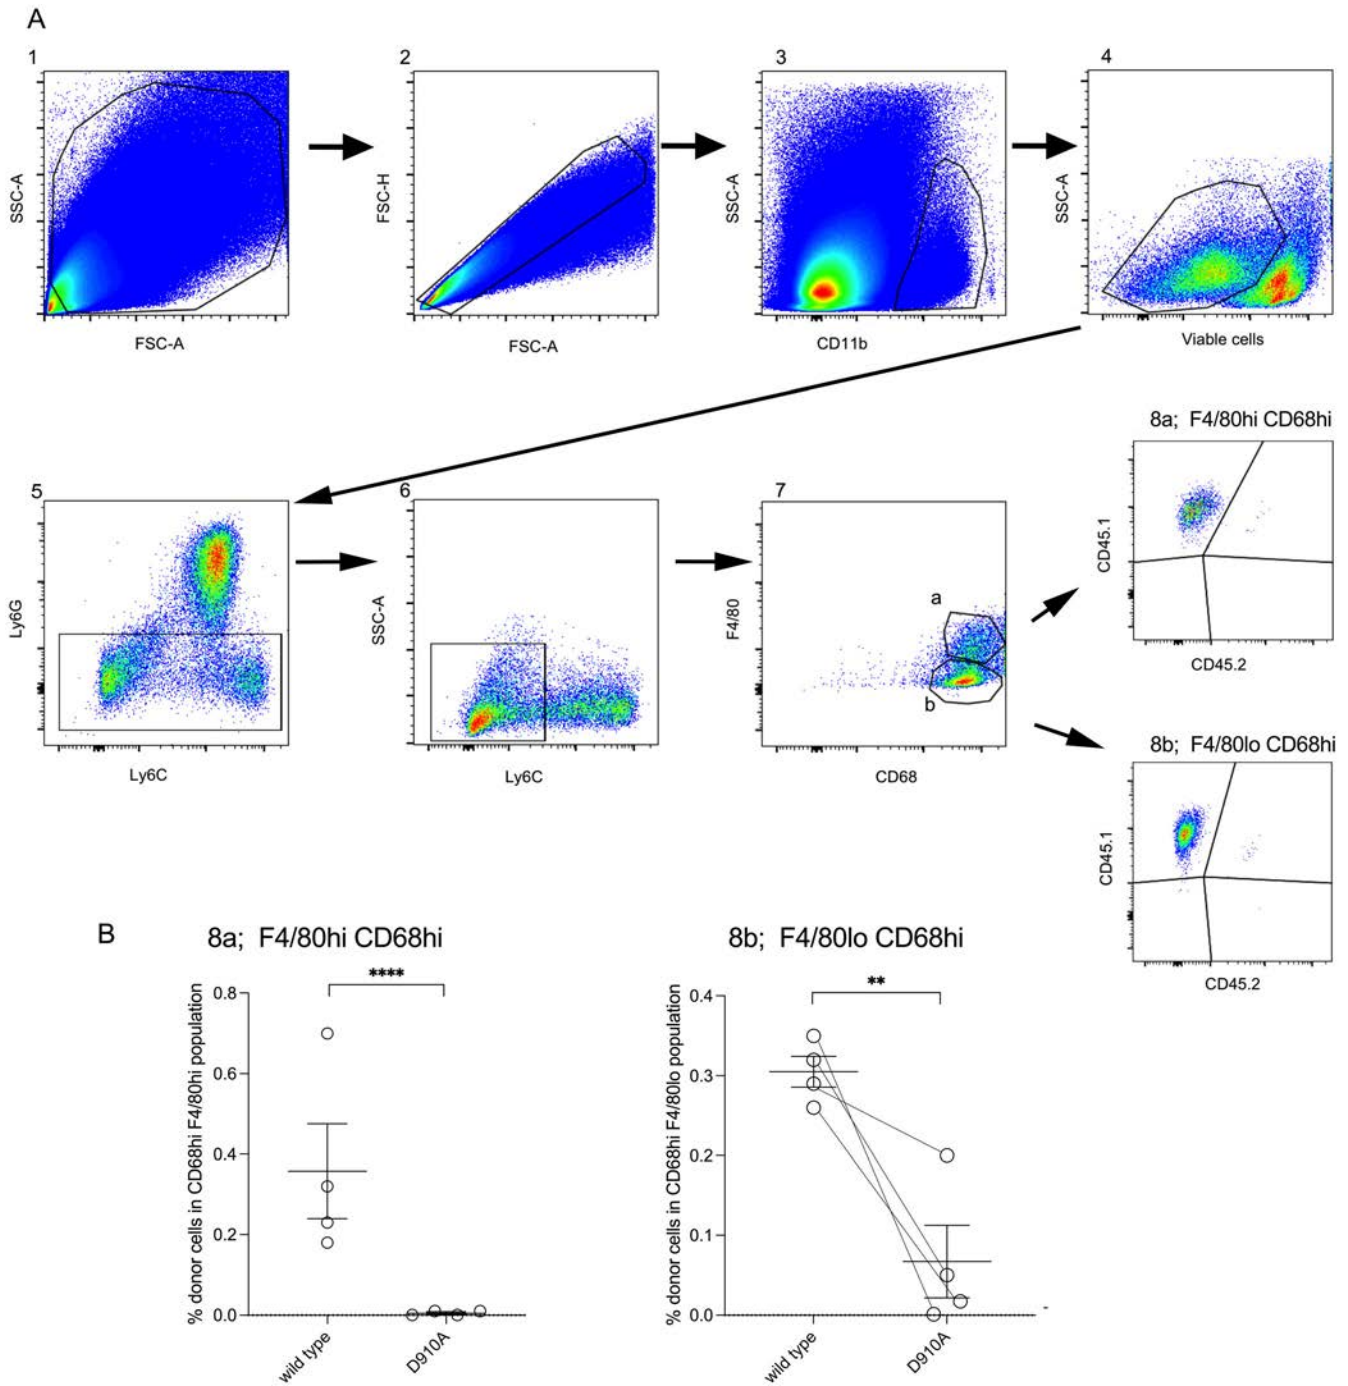 A
1
2
3
4
SSC-A
FSC-A
FSC-H
FSC-A
SSC-A
CD11b
SSC-A
Viable cells
5
6
7
8a; F4/80hi CD68hi
Ly6G
Ly6C
SSC-A
Ly6C
F4/80
a
b
CD68
CD45.1
CD45.2
8b; F4/80lo CD68hi
CD45.1
CD45.2
B
8a; F4/80hi CD68hi
****
% donor cells in CD68hi F4/80hi population
0.8
0.6
0.4
0.2
0.0
wild type
D910A
8b; F4/80lo CD68hi
**
% donor cells in CD68hi F4/80lo population
0.4
0.3
0.2
0.1
0.0
wild type
D910A
-